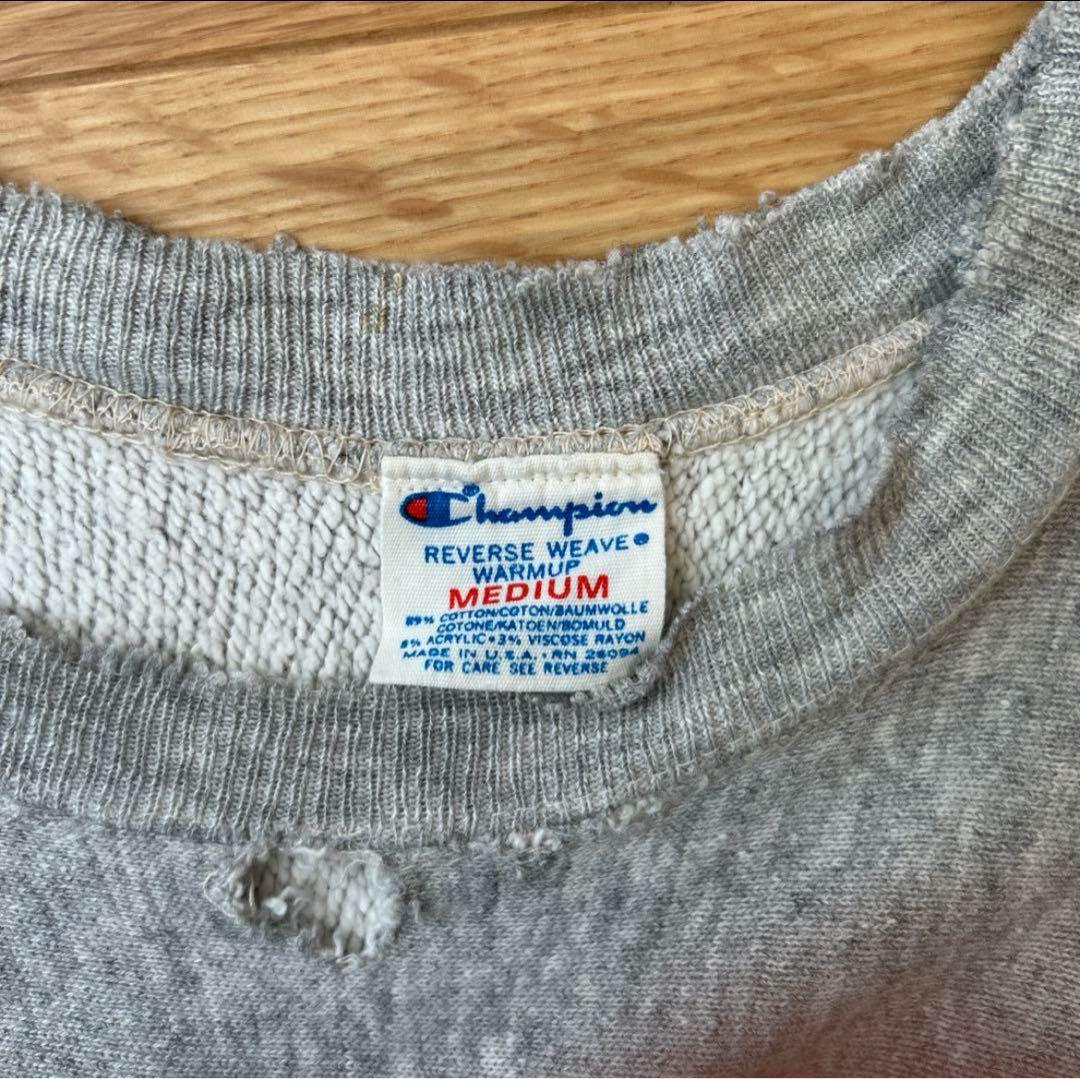 Champion
REVERSE WEAVE®
WARMUP
MEDIUM
89% COTTON/COTON/BAUMWOLLE
COTONE/KATOEN/BOMULD
8% ACRYLIC • 3% VISCOSE RAYON
MADE IN U.S.A. RN 26094
FOR CARE SEE REVERSE